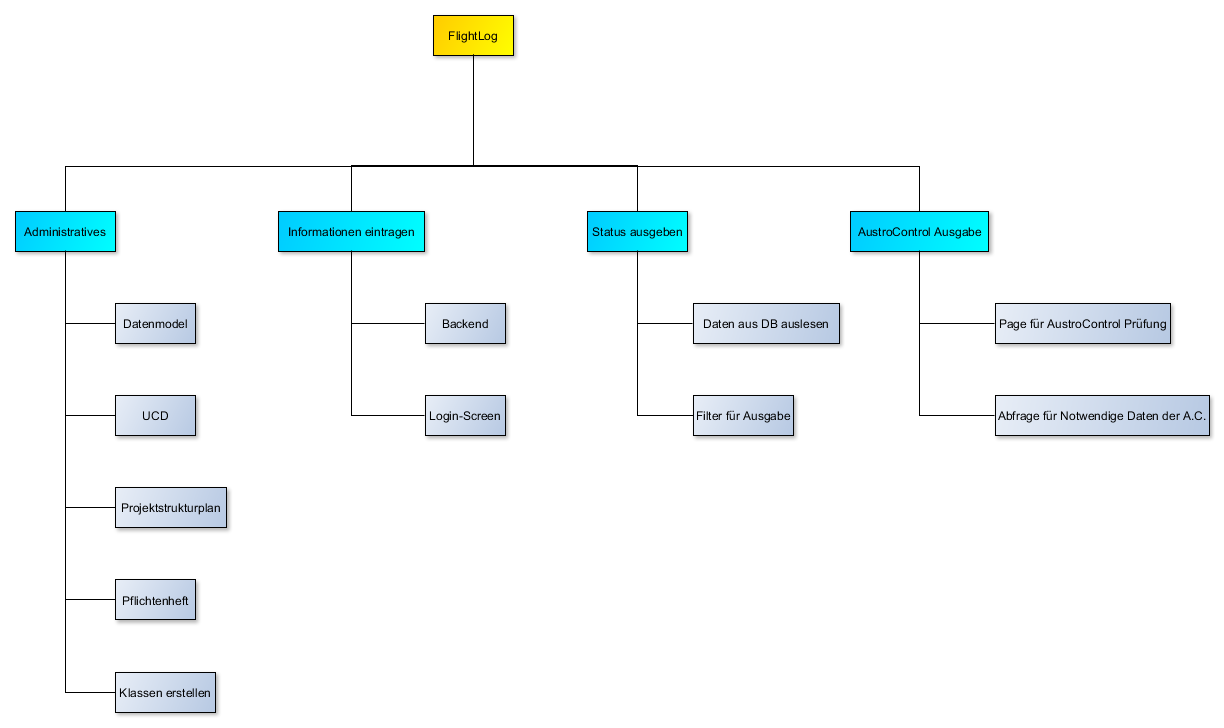 FlightLog
Administratives
Informationen eintragen
Status ausgeben
AustroControl Ausgabe
Datenmodel
Backend
Daten aus DB auslesen
Page für AustroControl Prüfung
UCD
Login-Screen
Filter für Ausgabe
Abfrage für Notwendige Daten der A.C.
Projektstrukturplan
Pflichtenheft
Klassen erstellen